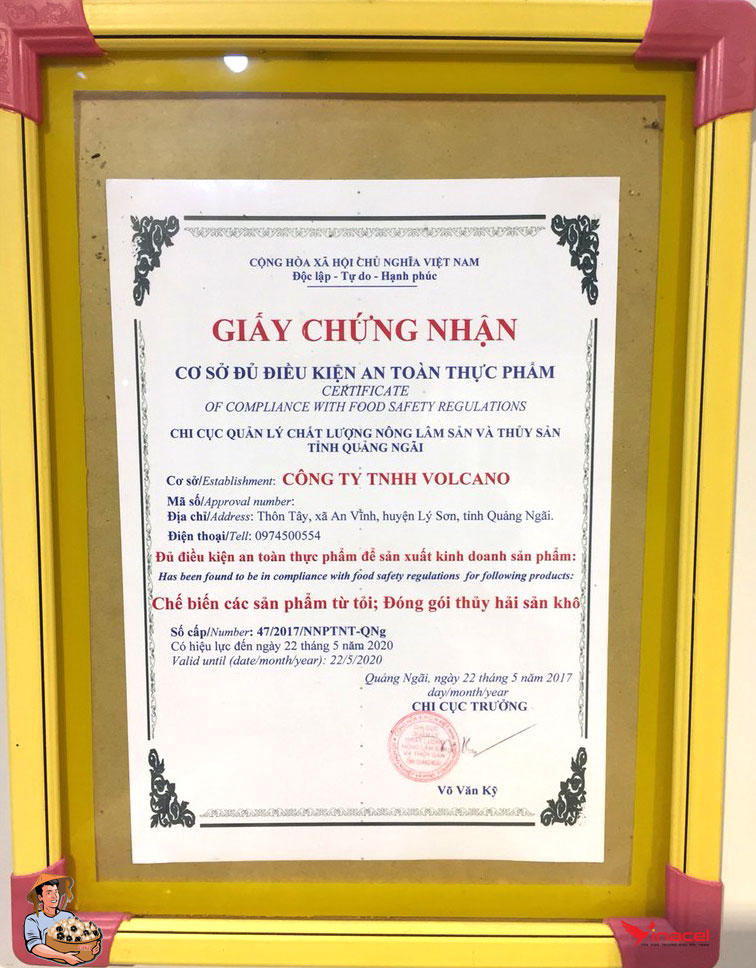 CỘNG HÒA XÃ HỘI CHỦ NGHĨA VIỆT NAM
Độc lập - Tự do - Hạnh phúc
GIẤY CHỨNG NHẬN
CƠ SỞ ĐỦ ĐIỀU KIỆN AN TOÀN THỰC PHẨM
CERTIFICATE
OF COMPLIANCE WITH FOOD SAFETY REGULATIONS
CHI CỤC QUẢN LÝ CHẤT LƯỢNG NÔNG LÂM SẢN VÀ THỦY SẢN
TỈNH QUẢNG NGÃI
Cơ sở/Establishment: CÔNG TY TNHH VOLCANO
Mã số/Approval number:
Địa chỉ/Address: Thôn Tây, xã An Vĩnh, huyện Lý Sơn, tỉnh Quảng Ngãi.
Điện thoại/Tell: 0974500554
Đủ điều kiện an toàn thực phẩm để sản xuất kinh doanh sản phẩm:
Has been found to be in compliance with food safety regulations for following products:
Chế biến các sản phẩm từ tỏi; Đóng gói thủy hải sản khô
Số cấp/Number: 47/2017/NNPTNT-QNg
Có hiệu lực đến ngày 22 tháng 5 năm 2020
Valid until (date/month/year): 22/5/2020
Quảng Ngãi, ngày 22 tháng 5 năm 2017
day/month/year
CHI CỤC TRƯỞNG
Võ Văn Kỹ
Vinacel